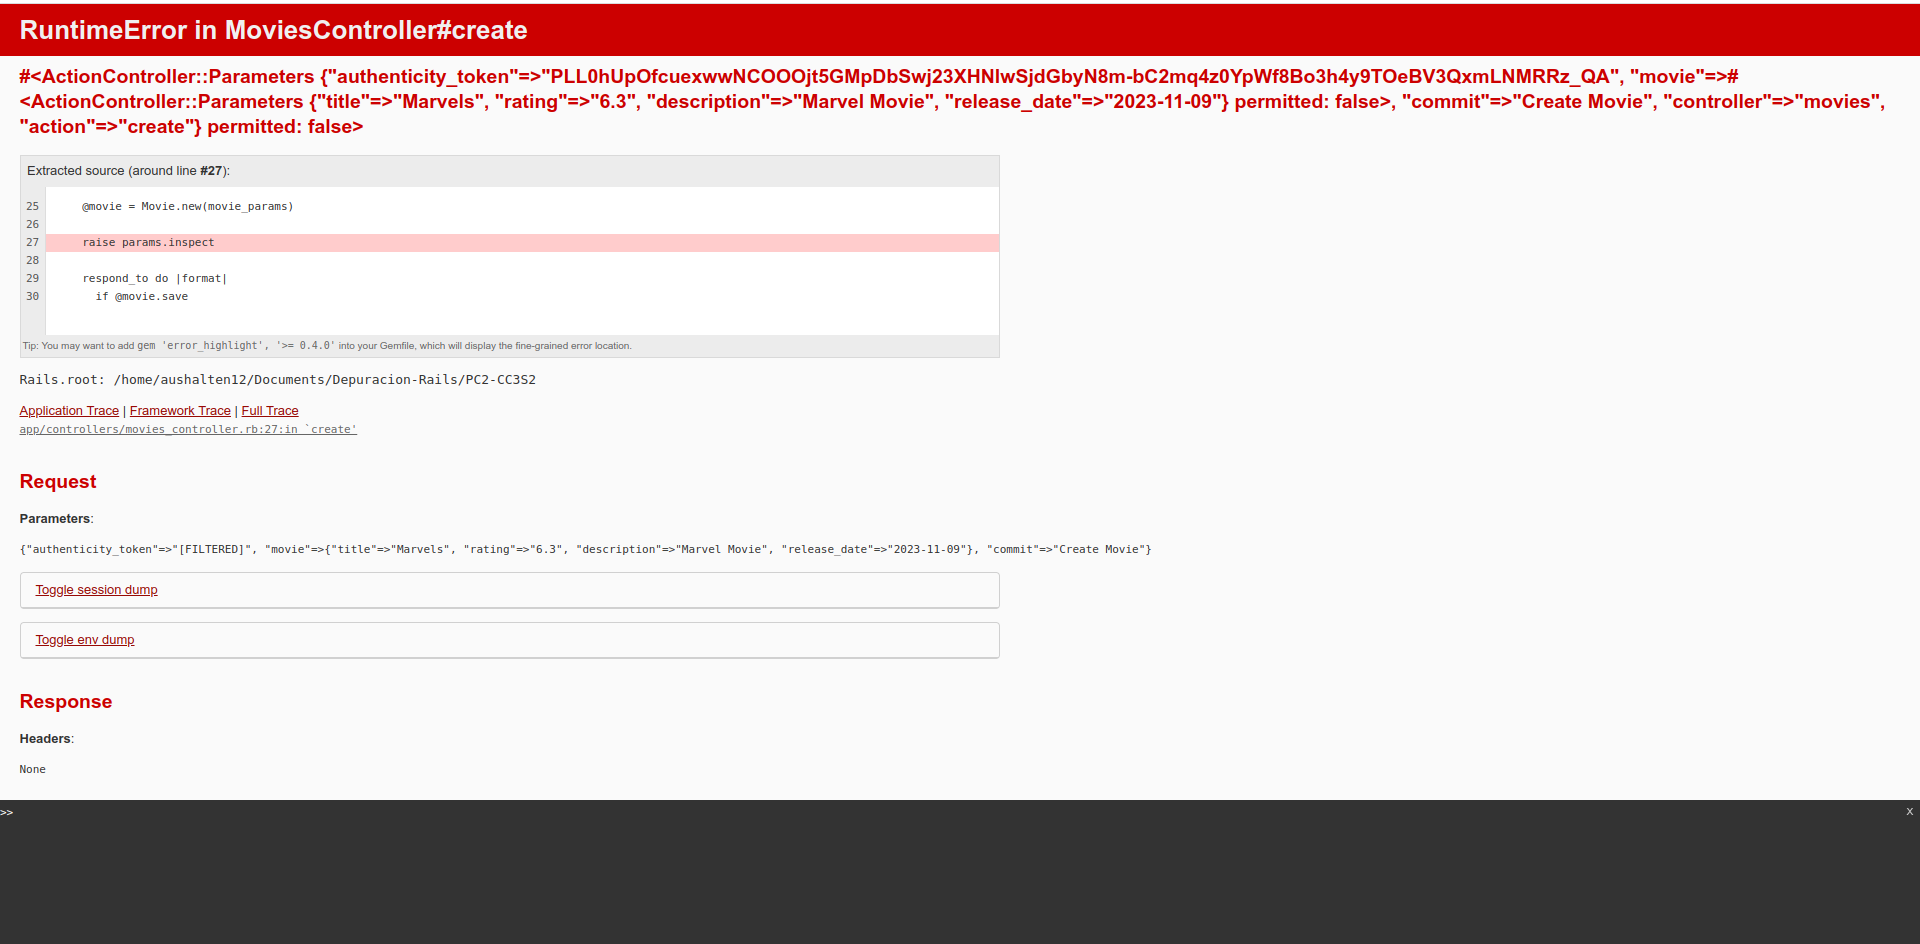 RuntimeError in MoviesController#create
#<ActionController::Parameters {"authenticity_token"=>"PLL0hUpOfcuexwwNCOOOjt5GMpDbSwj23XHNIwSjdGbyN8m-bC2mq4z0YpWf8Bo3h4y9TOeBV3QxmLNMRRz_QA", "movie"=>#
<ActionController::Parameters {"title"=>"Marvels", "rating"=>"6.3", "description"=>"Marvel Movie", "release_date"=>"2023-11-09"} permitted: false>, "commit"=>"Create Movie", "controller"=>"movies",
"action"=>"create"} permitted: false>
Extracted source (around line #27):
25 @movie = Movie.new(movie_params)
26
27 raise params.inspect
28
29 respond_to do |format|
30 if @movie.save
Tip: You may want to add gem 'error_highlight', '>= 0.4.0' into your Gemfile, which will display the fine-grained error location.
Rails.root: /home/aushalten12/Documents/Depuracion-Rails/PC2-CC3S2
Application Trace | Framework Trace | Full Trace
app/controllers/movies_controller.rb:27:in `create'
Request
Parameters:
{"authenticity_token"=>"[FILTERED]", "movie"=>{"title"=>"Marvels", "rating"=>"6.3", "description"=>"Marvel Movie", "release_date"=>"2023-11-09"}, "commit"=>"Create Movie"}
Toggle session dump
Toggle env dump
Response
Headers:
None
>> x